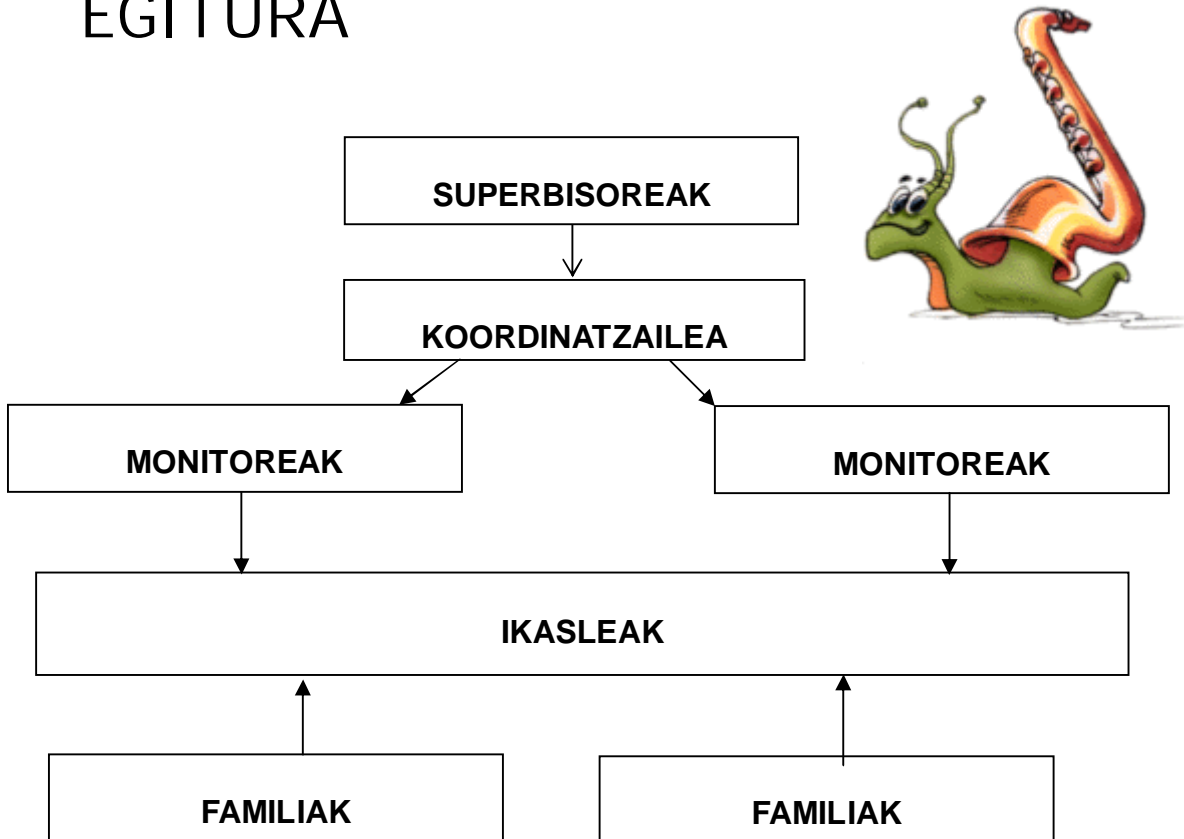 EGITURA
SUPERBISOREAK
KOORDINATZAILEA
MONITOREAK
MONITOREAK
IKASLEAK
FAMILIAK
FAMILIAK